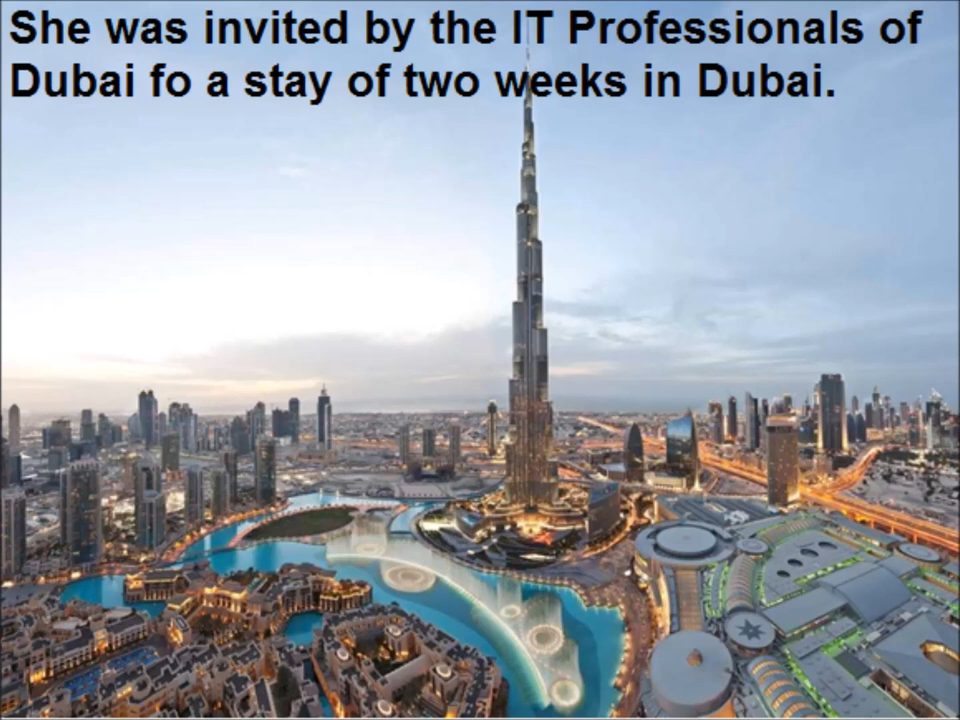 She was invited by the IT Professionals of
Dubai fo a stay of two weeks in Dubai.